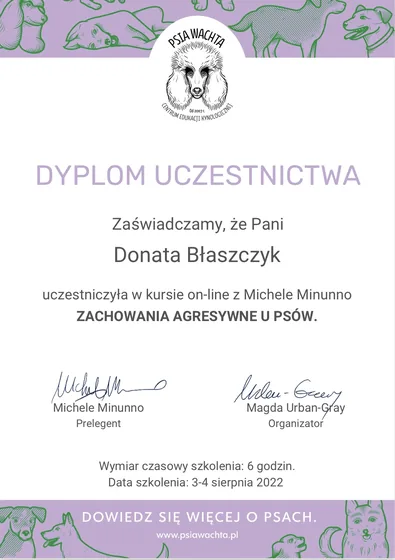 PSIA WACHTA
CENTRUM EDUKACJI KYNOLOGICZNEJ
DYPLOM UCZESTNICTWA
Zaświadczamy, że Pani
Donata Błaszczyk
uczestniczyła w kursie on-line z Michele Minunno
ZACHOWANIA AGRESYWNE U PSÓW.
Michele Minunno
Prelegent
Magda Urban-Gray
Organizator
Wymiar czasowy szkolenia: 6 godzin.
Data szkolenia: 3-4 sierpnia 2022
DOWIEDZ SIĘ WIĘCEJ O PSACH.
www.psiawachta.pl